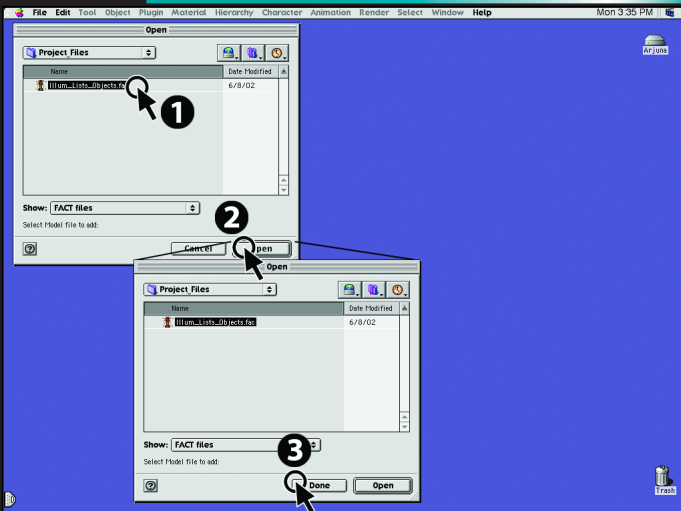 File Edit Tool Object Plugin Material Hierarchy Character Animation Render Select Window Help Mon 3:35 PM
Arjuna
Open
Project_Files
Name Date Modified
Illum_Lists_Objects.fac 6/8/02
1
Show: FACT files
Select Model file to add:
2
Cancel Open
Open
Project_Files
Name Date Modified
Illum_Lists_Objects.fac 6/8/02
Show: FACT files
3
Select Model file to add:
Done Open
Trash